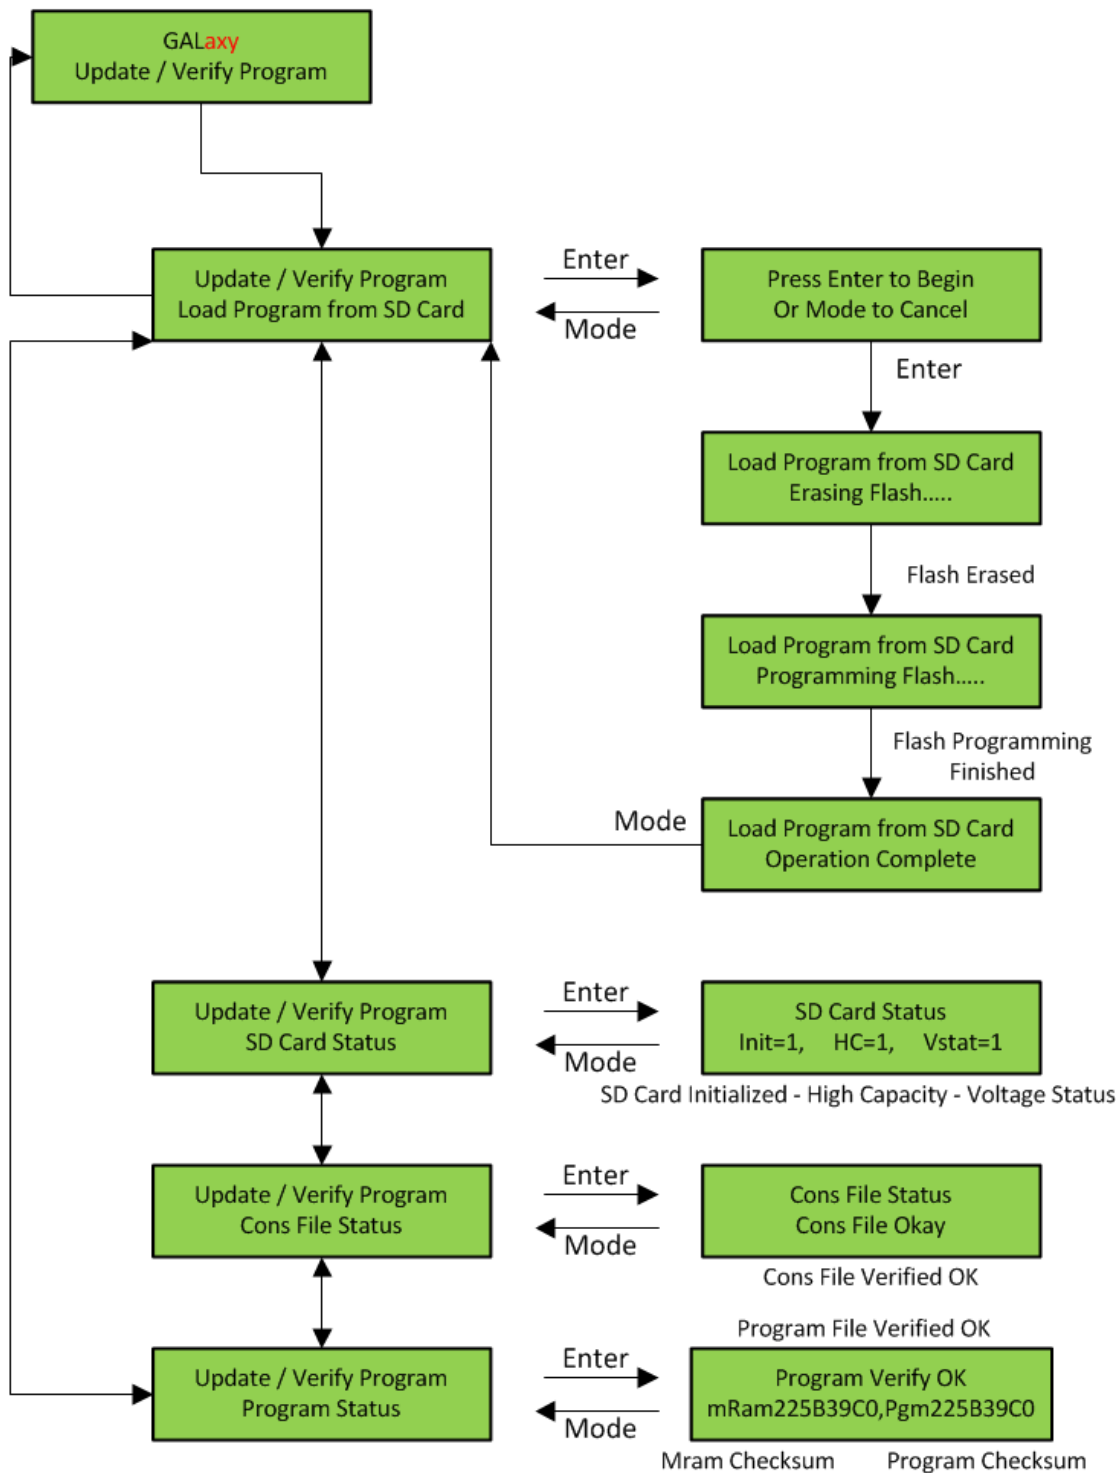 GALaxy
Update / Verify Program
Update / Verify Program
Load Program from SD Card
Enter
Mode
Press Enter to Begin
Or Mode to Cancel
Enter
Load Program from SD Card
Erasing Flash.....
Flash Erased
Load Program from SD Card
Programming Flash.....
Flash Programming
Finished
Mode
Load Program from SD Card
Operation Complete
Update / Verify Program
SD Card Status
Enter
Mode
SD Card Status
Init=1, HC=1, Vstat=1
SD Card Initialized - High Capacity - Voltage Status
Update / Verify Program
Cons File Status
Enter
Mode
Cons File Status
Cons File Okay
Cons File Verified OK
Program File Verified OK
Update / Verify Program
Program Status
Enter
Mode
Program Verify OK
mRam225B39C0,Pgm225B39C0
Mram Checksum Program Checksum